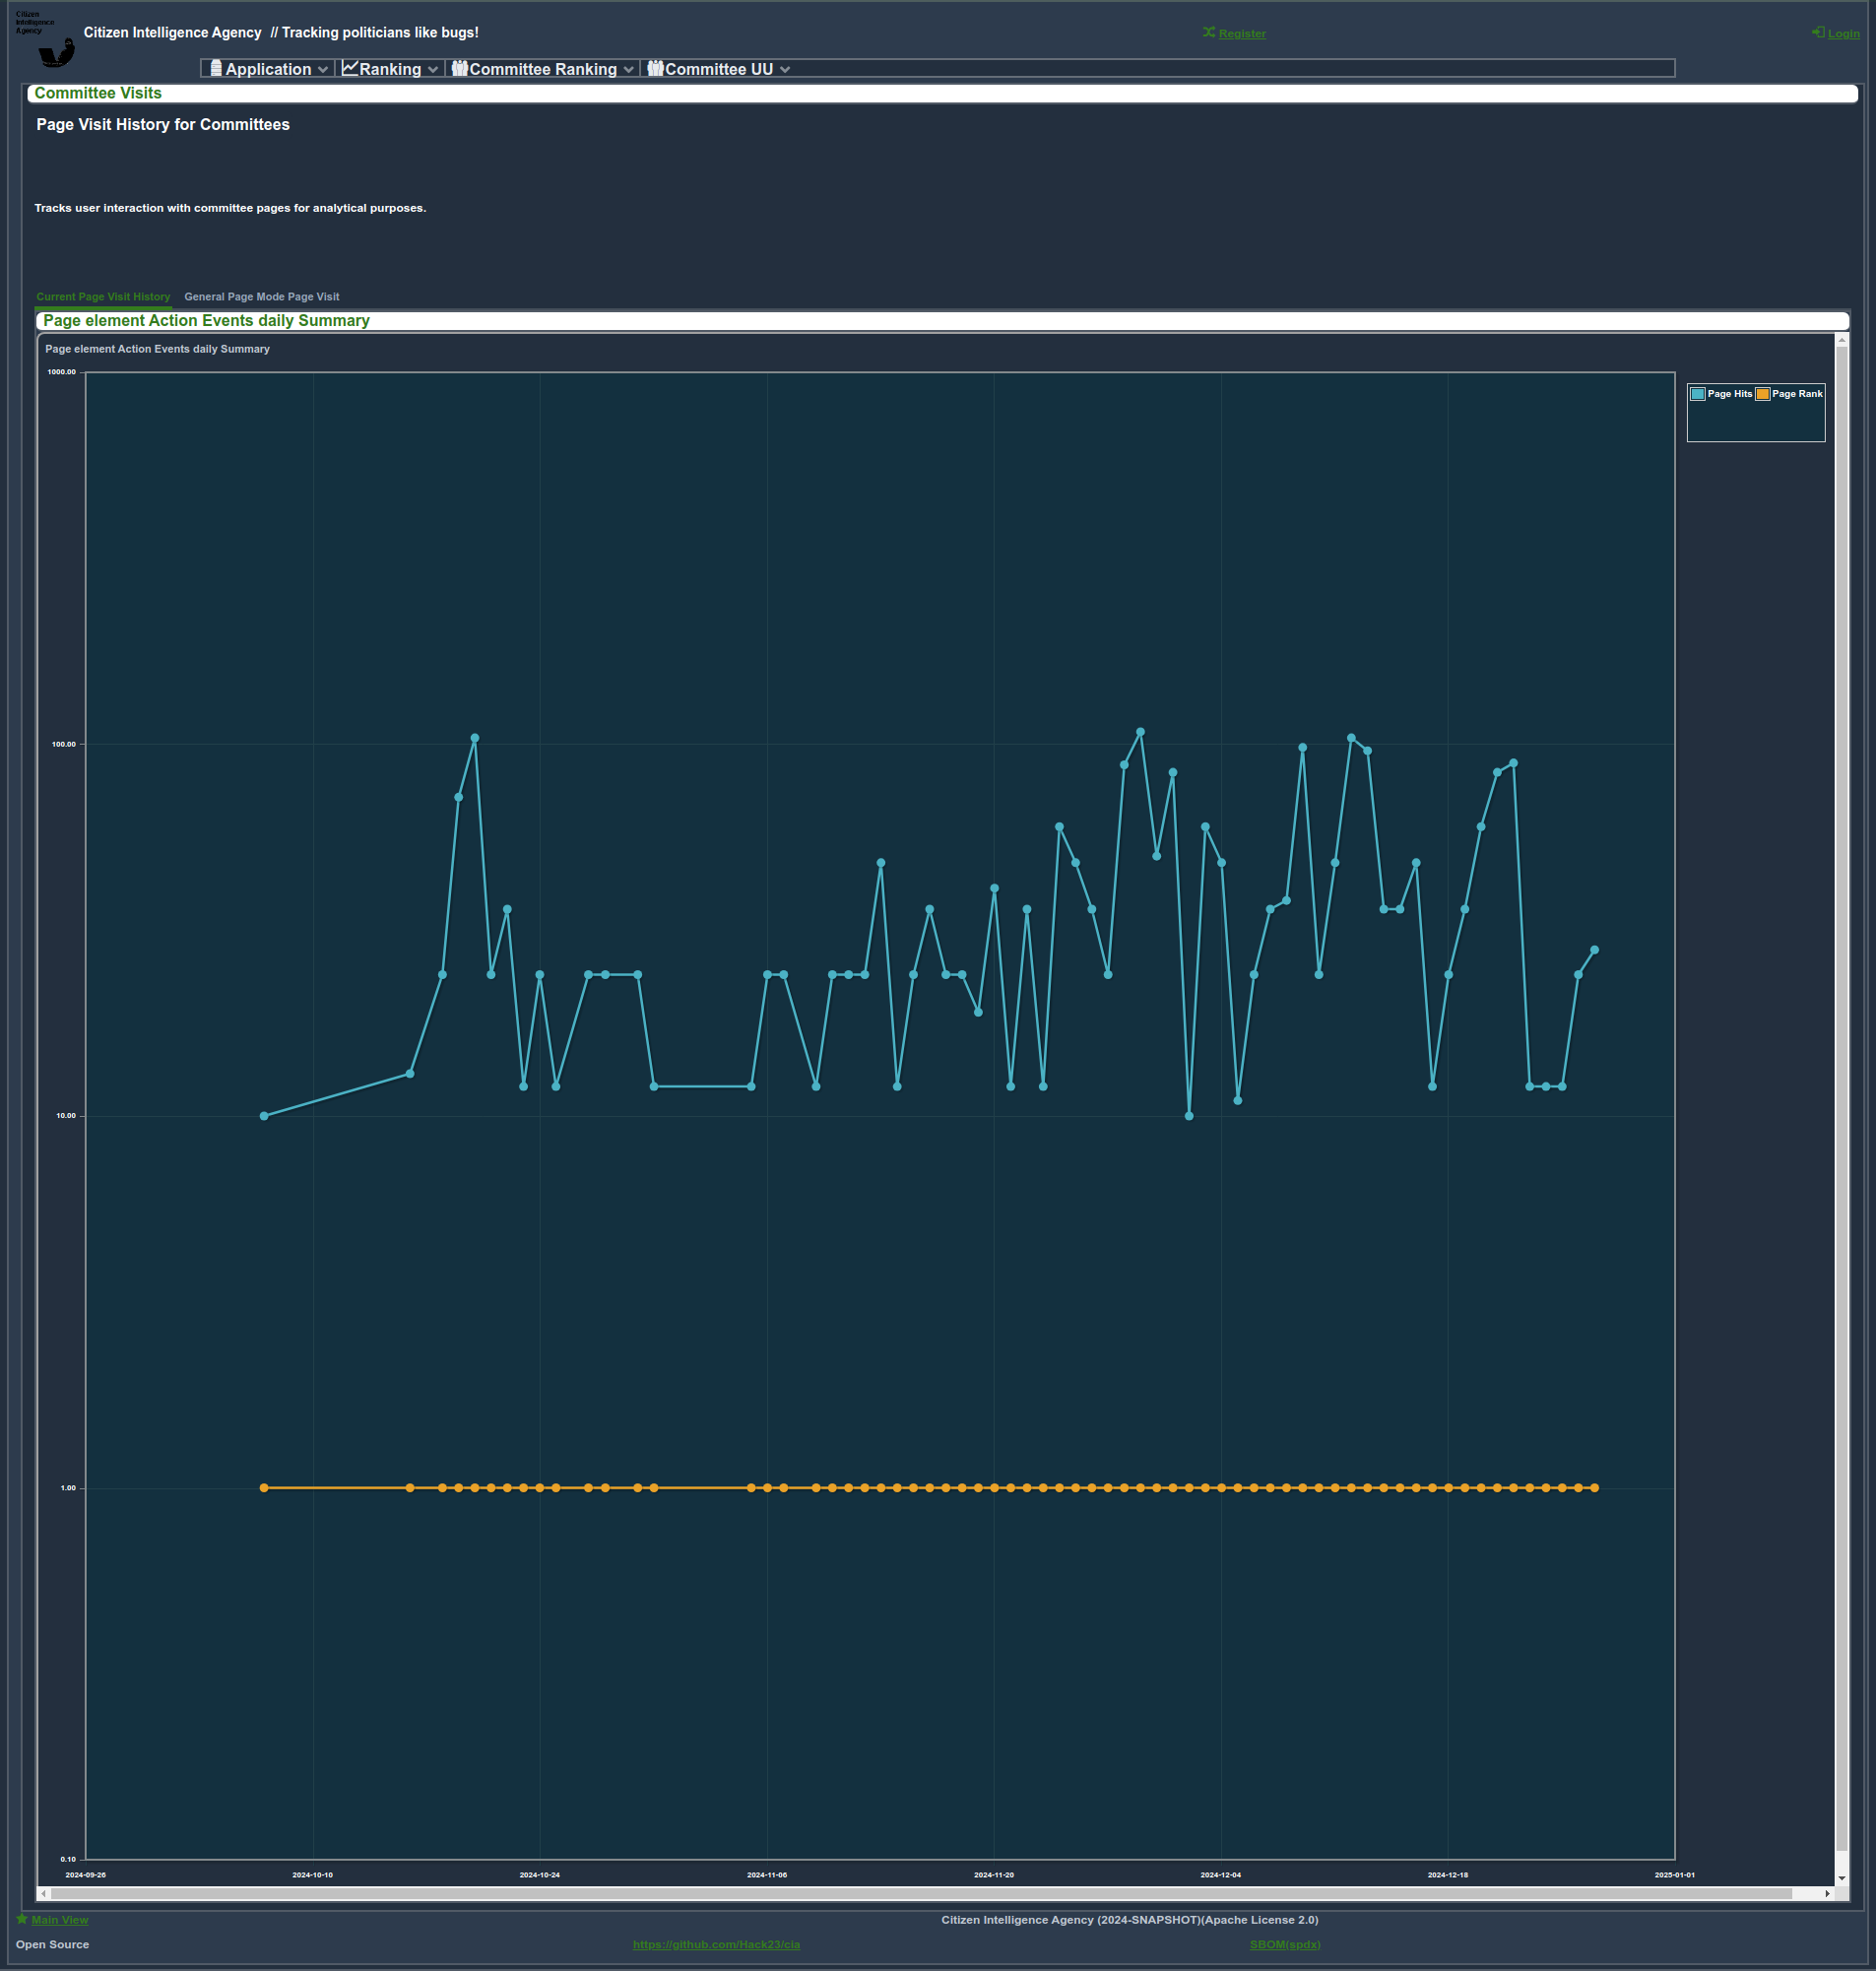 Citizen
Intelligence
Agency
Citizen Intelligence Agency // Tracking politicians like bugs!
Register
Login
Application
Ranking
Committee Ranking
Committee UU
Committee Visits
Page Visit History for Committees
Tracks user interaction with committee pages for analytical purposes.
Current Page Visit History
General Page Mode Page Visit
Page element Action Events daily Summary
Page element Action Events daily Summary
1000.00
Page Hits
Page Rank
100.00
10.00
1.00
0.10
2024-09-26
2024-10-10
2024-10-24
2024-11-06
2024-11-20
2024-12-04
2024-12-18
2025-01-01
Main View
Citizen Intelligence Agency (2024-SNAPSHOT)(Apache License 2.0)
Open Source
https://github.com/Hack23/cia
SBOM(spdx)